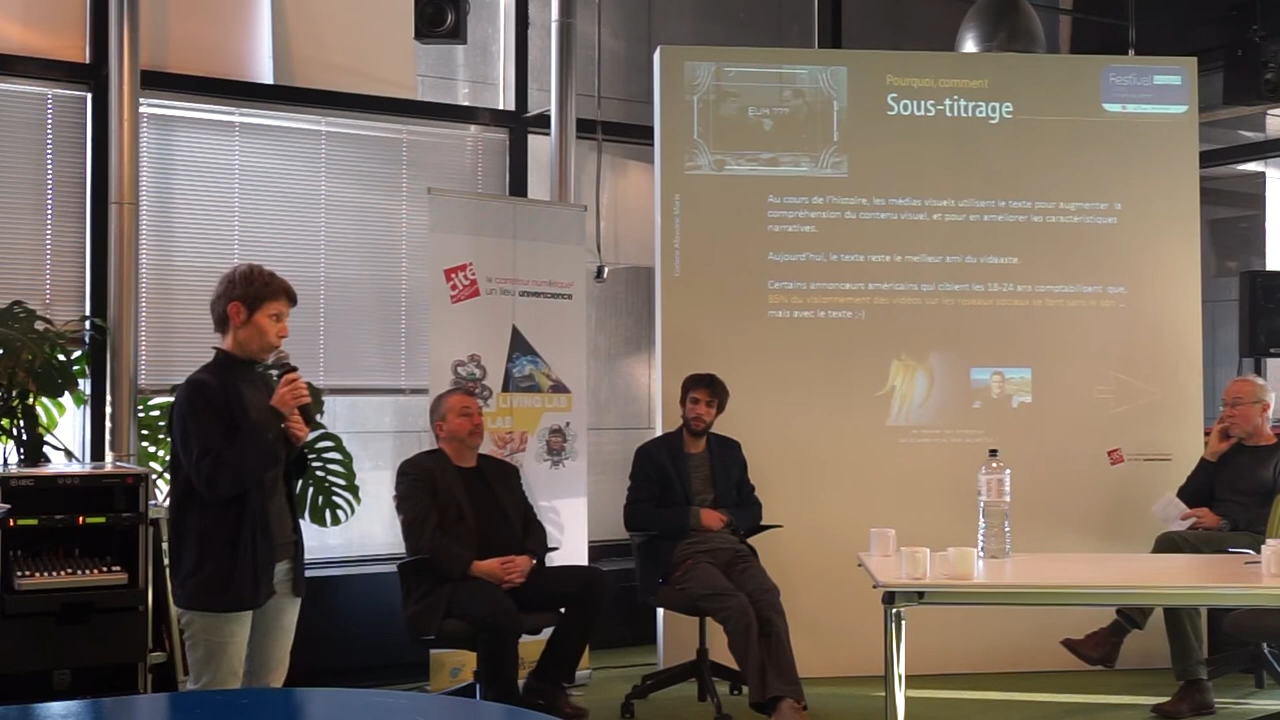 Pourquoi, comment
Sous-titrage
Festivel
EUH ???
Au cours de l'histoire, les médias visuels utilisent le texte pour augmenter la
compréhension du contenu visuel, et pour en améliorer les caractéristiques
narratives.
Aujourd'hui, le texte reste le meilleur ami du vidéaste.
Certains annonceurs américains qui ciblent les 18-24 ans comptabilisent que,
85% du visionnement des vidéos sur les réseaux sociaux se font sans le son ...
mais avec le texte ;-)
cité
le carrefour numérique²
un lieu universcience
LIVING LAB
LAB
IEC
cité